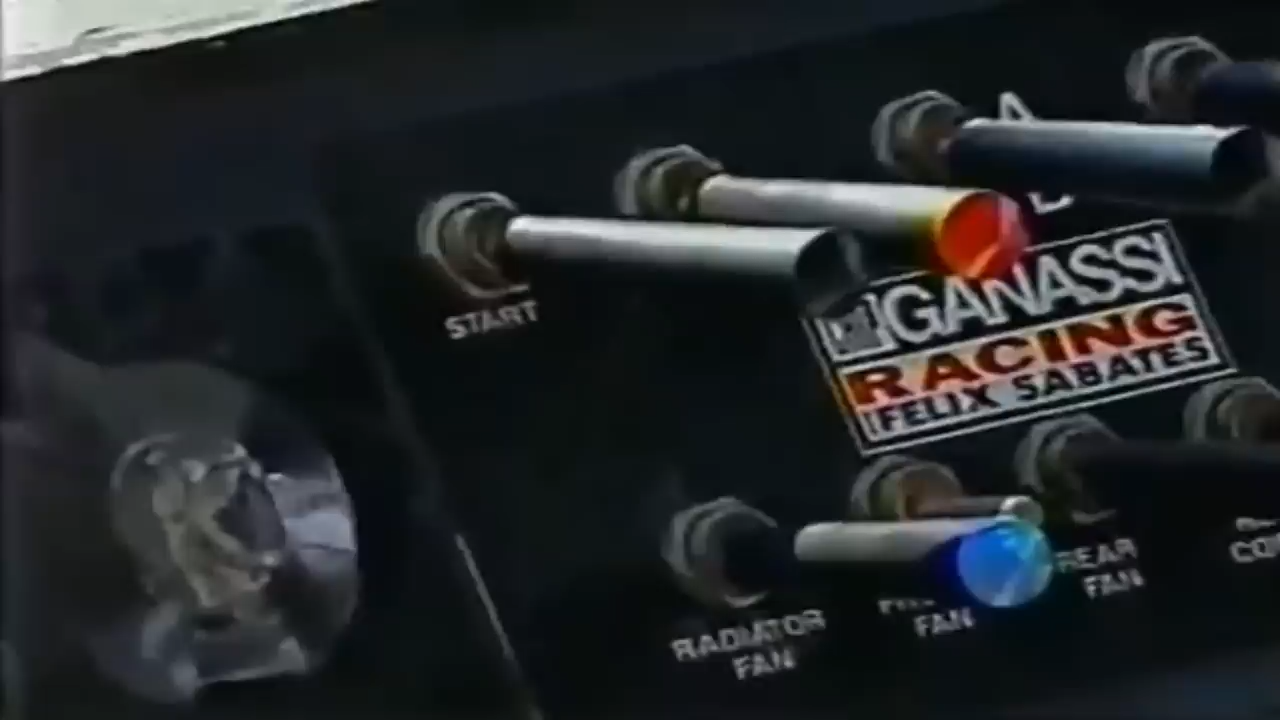 START
GANASSI
RACING
FELIX SABATES
RADIATOR
FAN
FAN
REAR
FAN